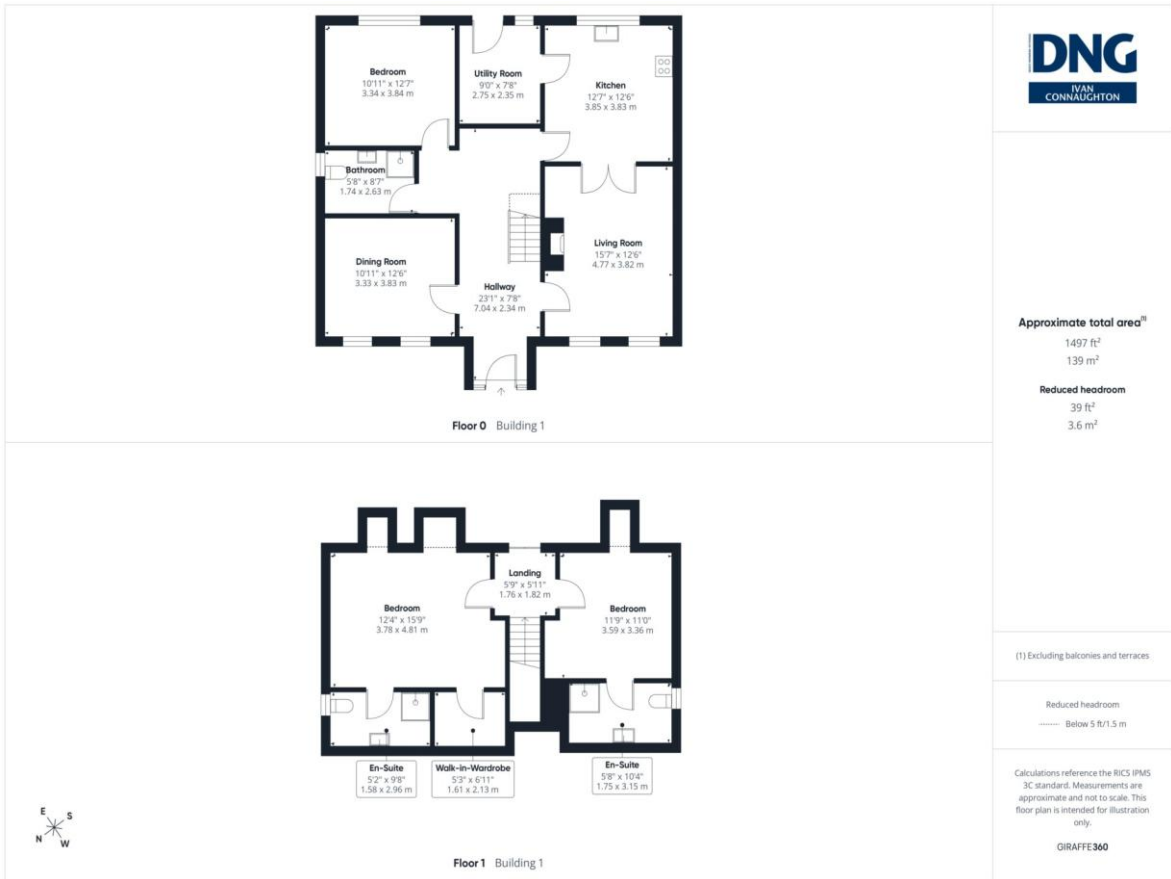 Bedroom
10'11" x 12'7"
3.34 x 3.84 m
Utility Room
9'0" x 7'8"
2.75 x 2.35 m
Kitchen
12'7" x 12'6"
3.85 x 3.83 m
Bathroom
5'8" x 8'7"
1.74 x 2.63 m
Dining Room
10'11" x 12'6"
3.33 x 3.83 m
Hallway
23'1" x 7'8"
7.04 x 2.34 m
Living Room
15'7" x 12'6"
4.77 x 3.82 m
Floor 0 Building 1
Bedroom
12'4" x 15'9"
3.78 x 4.81 m
Landing
5'9" x 5'11"
1.76 x 1.82 m
Bedroom
11'9" x 11'0"
3.59 x 3.36 m
En-Suite
5'2" x 9'8"
1.58 x 2.96 m
Walk-in-Wardrobe
5'3" x 6'11"
1.61 x 2.13 m
En-Suite
5'8" x 10'4"
1.75 x 3.15 m
E
S
N
W
Floor 1 Building 1
DNG
IVAN
CONNAUGHTON
Approximate total area(1)
1497 ft²
139 m²
Reduced headroom
39 ft²
3.6 m²
(1) Excluding balconies and terraces
Reduced headroom
Below 5 ft/1.5 m
Calculations reference the RICS IPMS
3C standard. Measurements are
approximate and not to scale. This
floor plan is intended for illustration
only.
GIRAFFE360